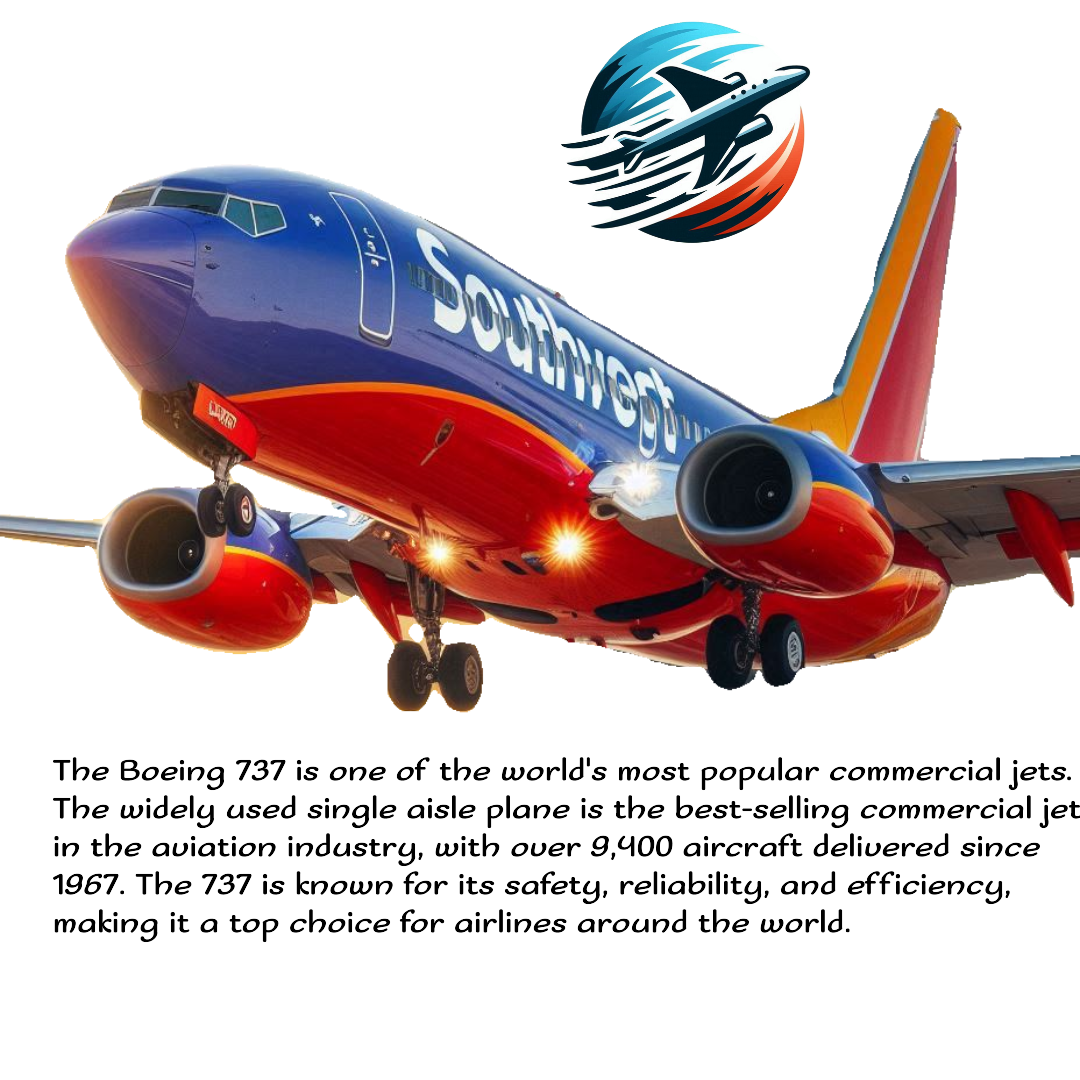 Southwest
The Boeing 737 is one of the world's most popular commercial jets.
The widely used single aisle plane is the best-selling commercial jet
in the aviation industry, with over 9,400 aircraft delivered since
1967. The 737 is known for its safety, reliability, and efficiency,
making it a top choice for airlines around the world.